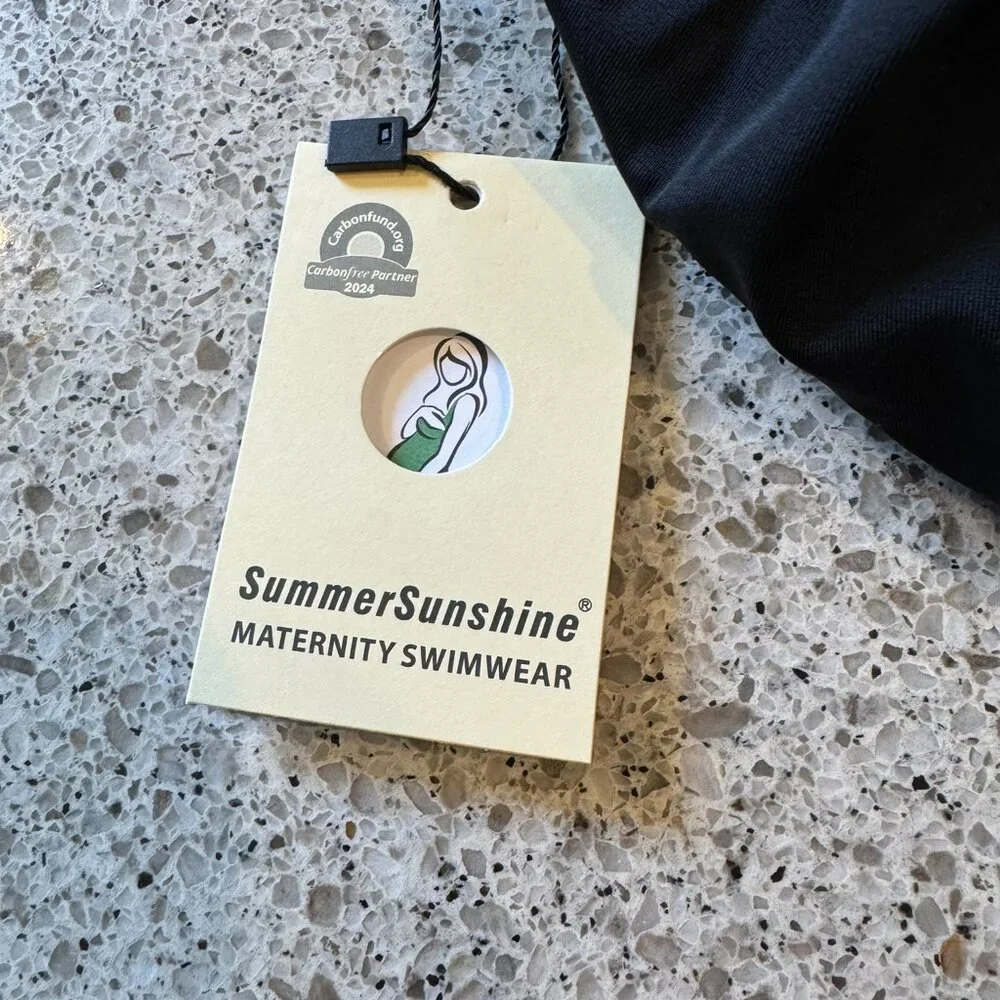 Carbonfund.org
Carbonfree Partner
2024
SummerSunshine®
MATERNITY SWIMWEAR